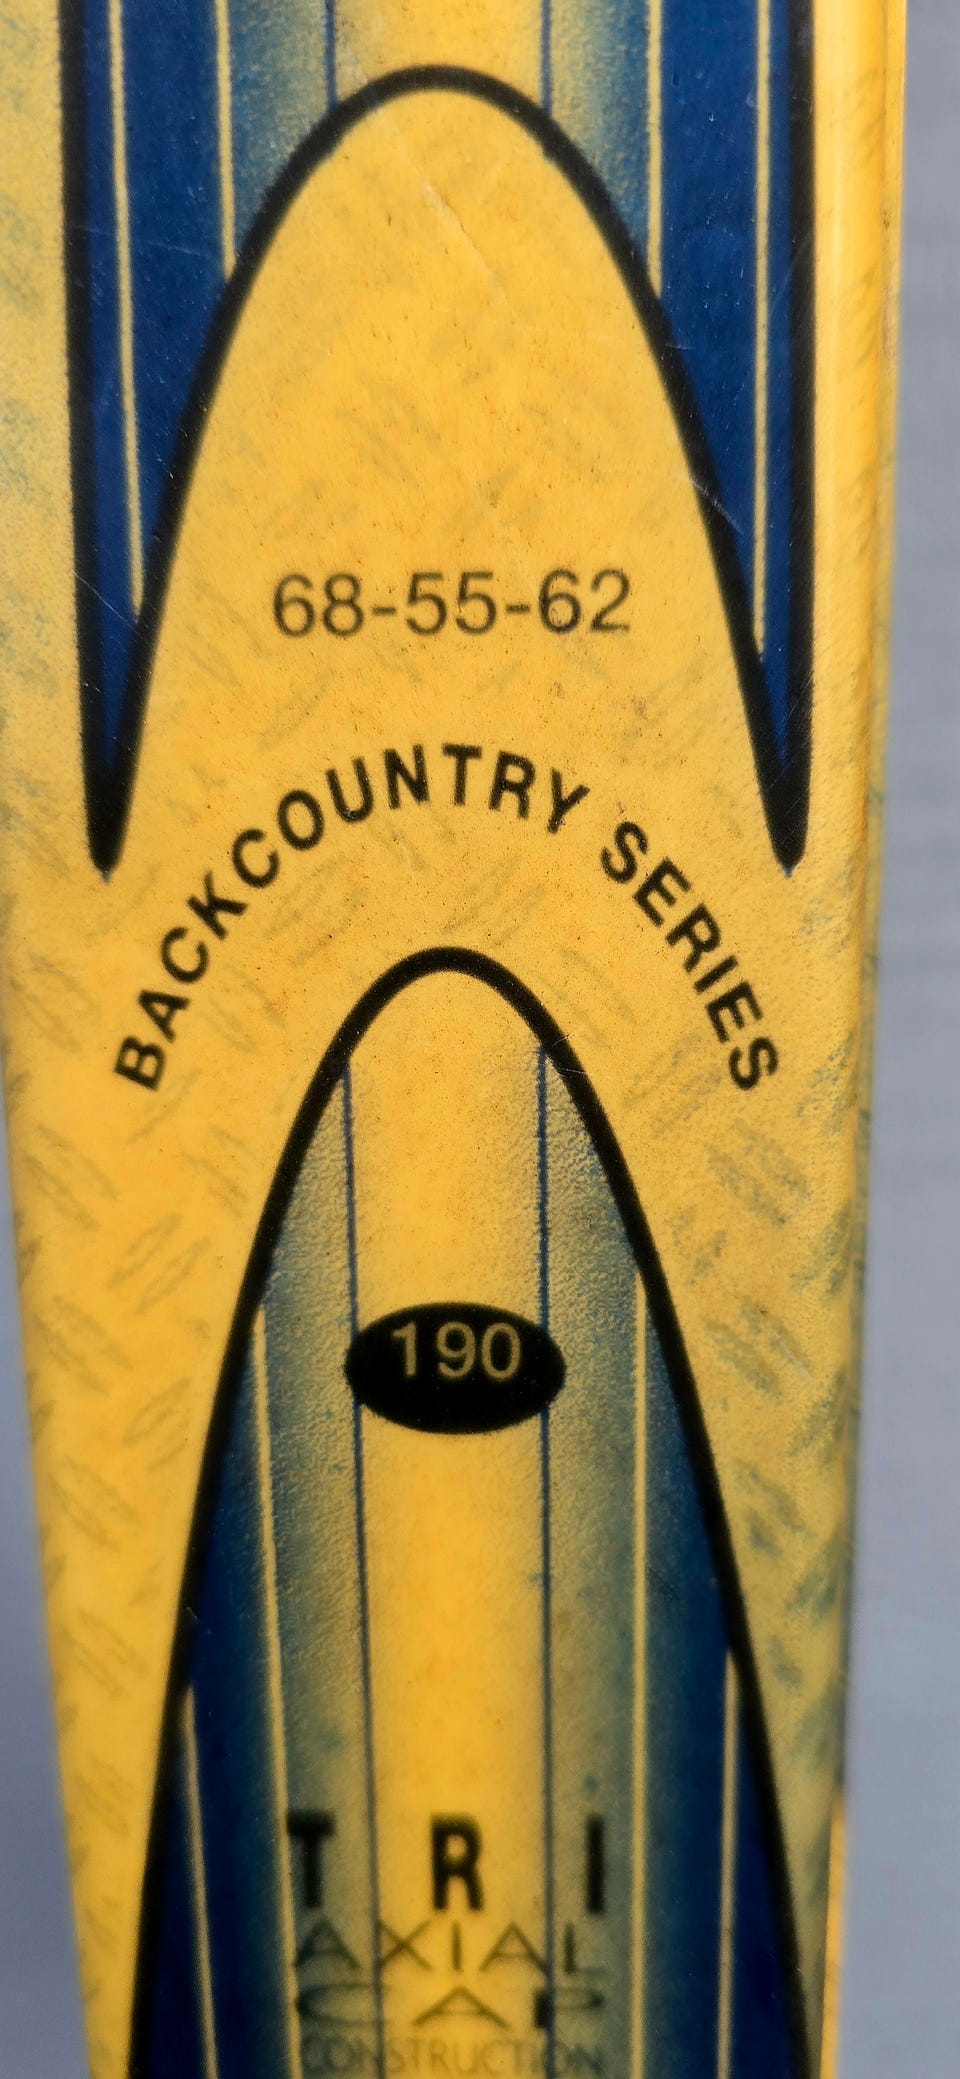 68-55-62
BACKCOUNTRY SERIES
190
TRI
AXIAL
CAP
CONSTRUCTION